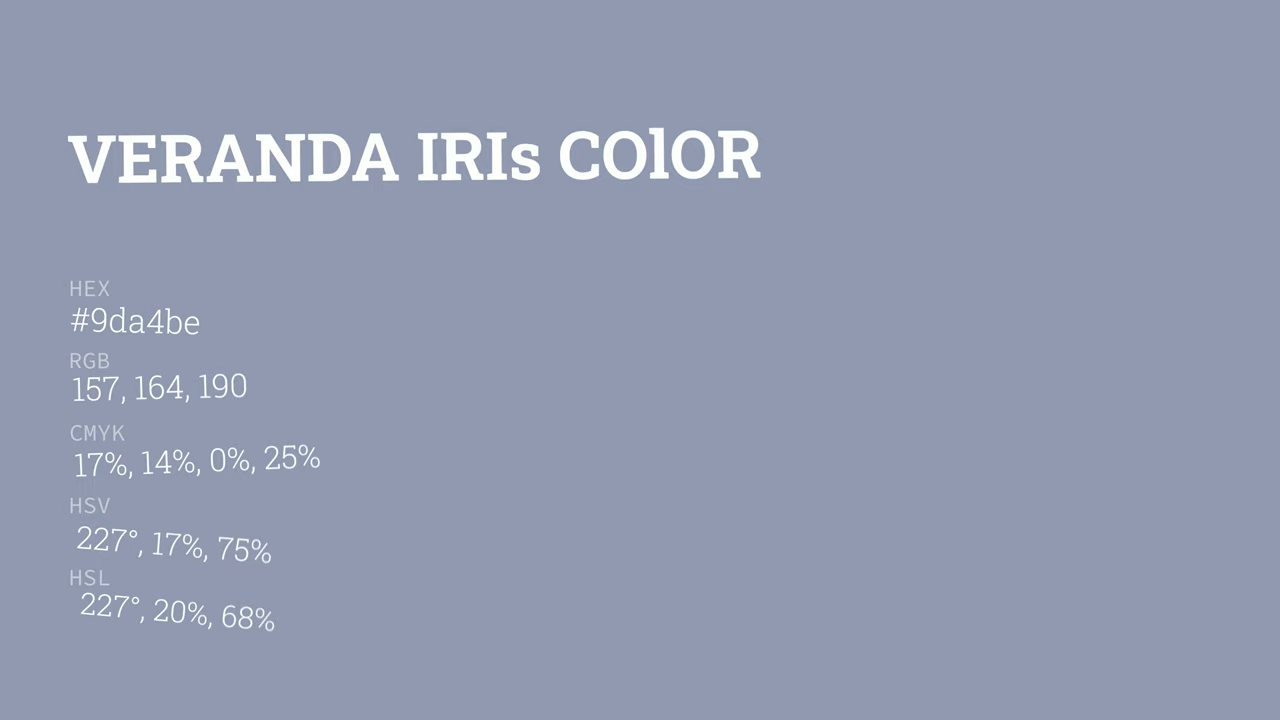 VERANDA IRIs COlOR
HEX
#9da4be
RGB
157, 164, 190
CMYK
17%, 14%, 0%, 25%
HSV
227°, 17%, 75%
HSL
227°, 20%, 68%